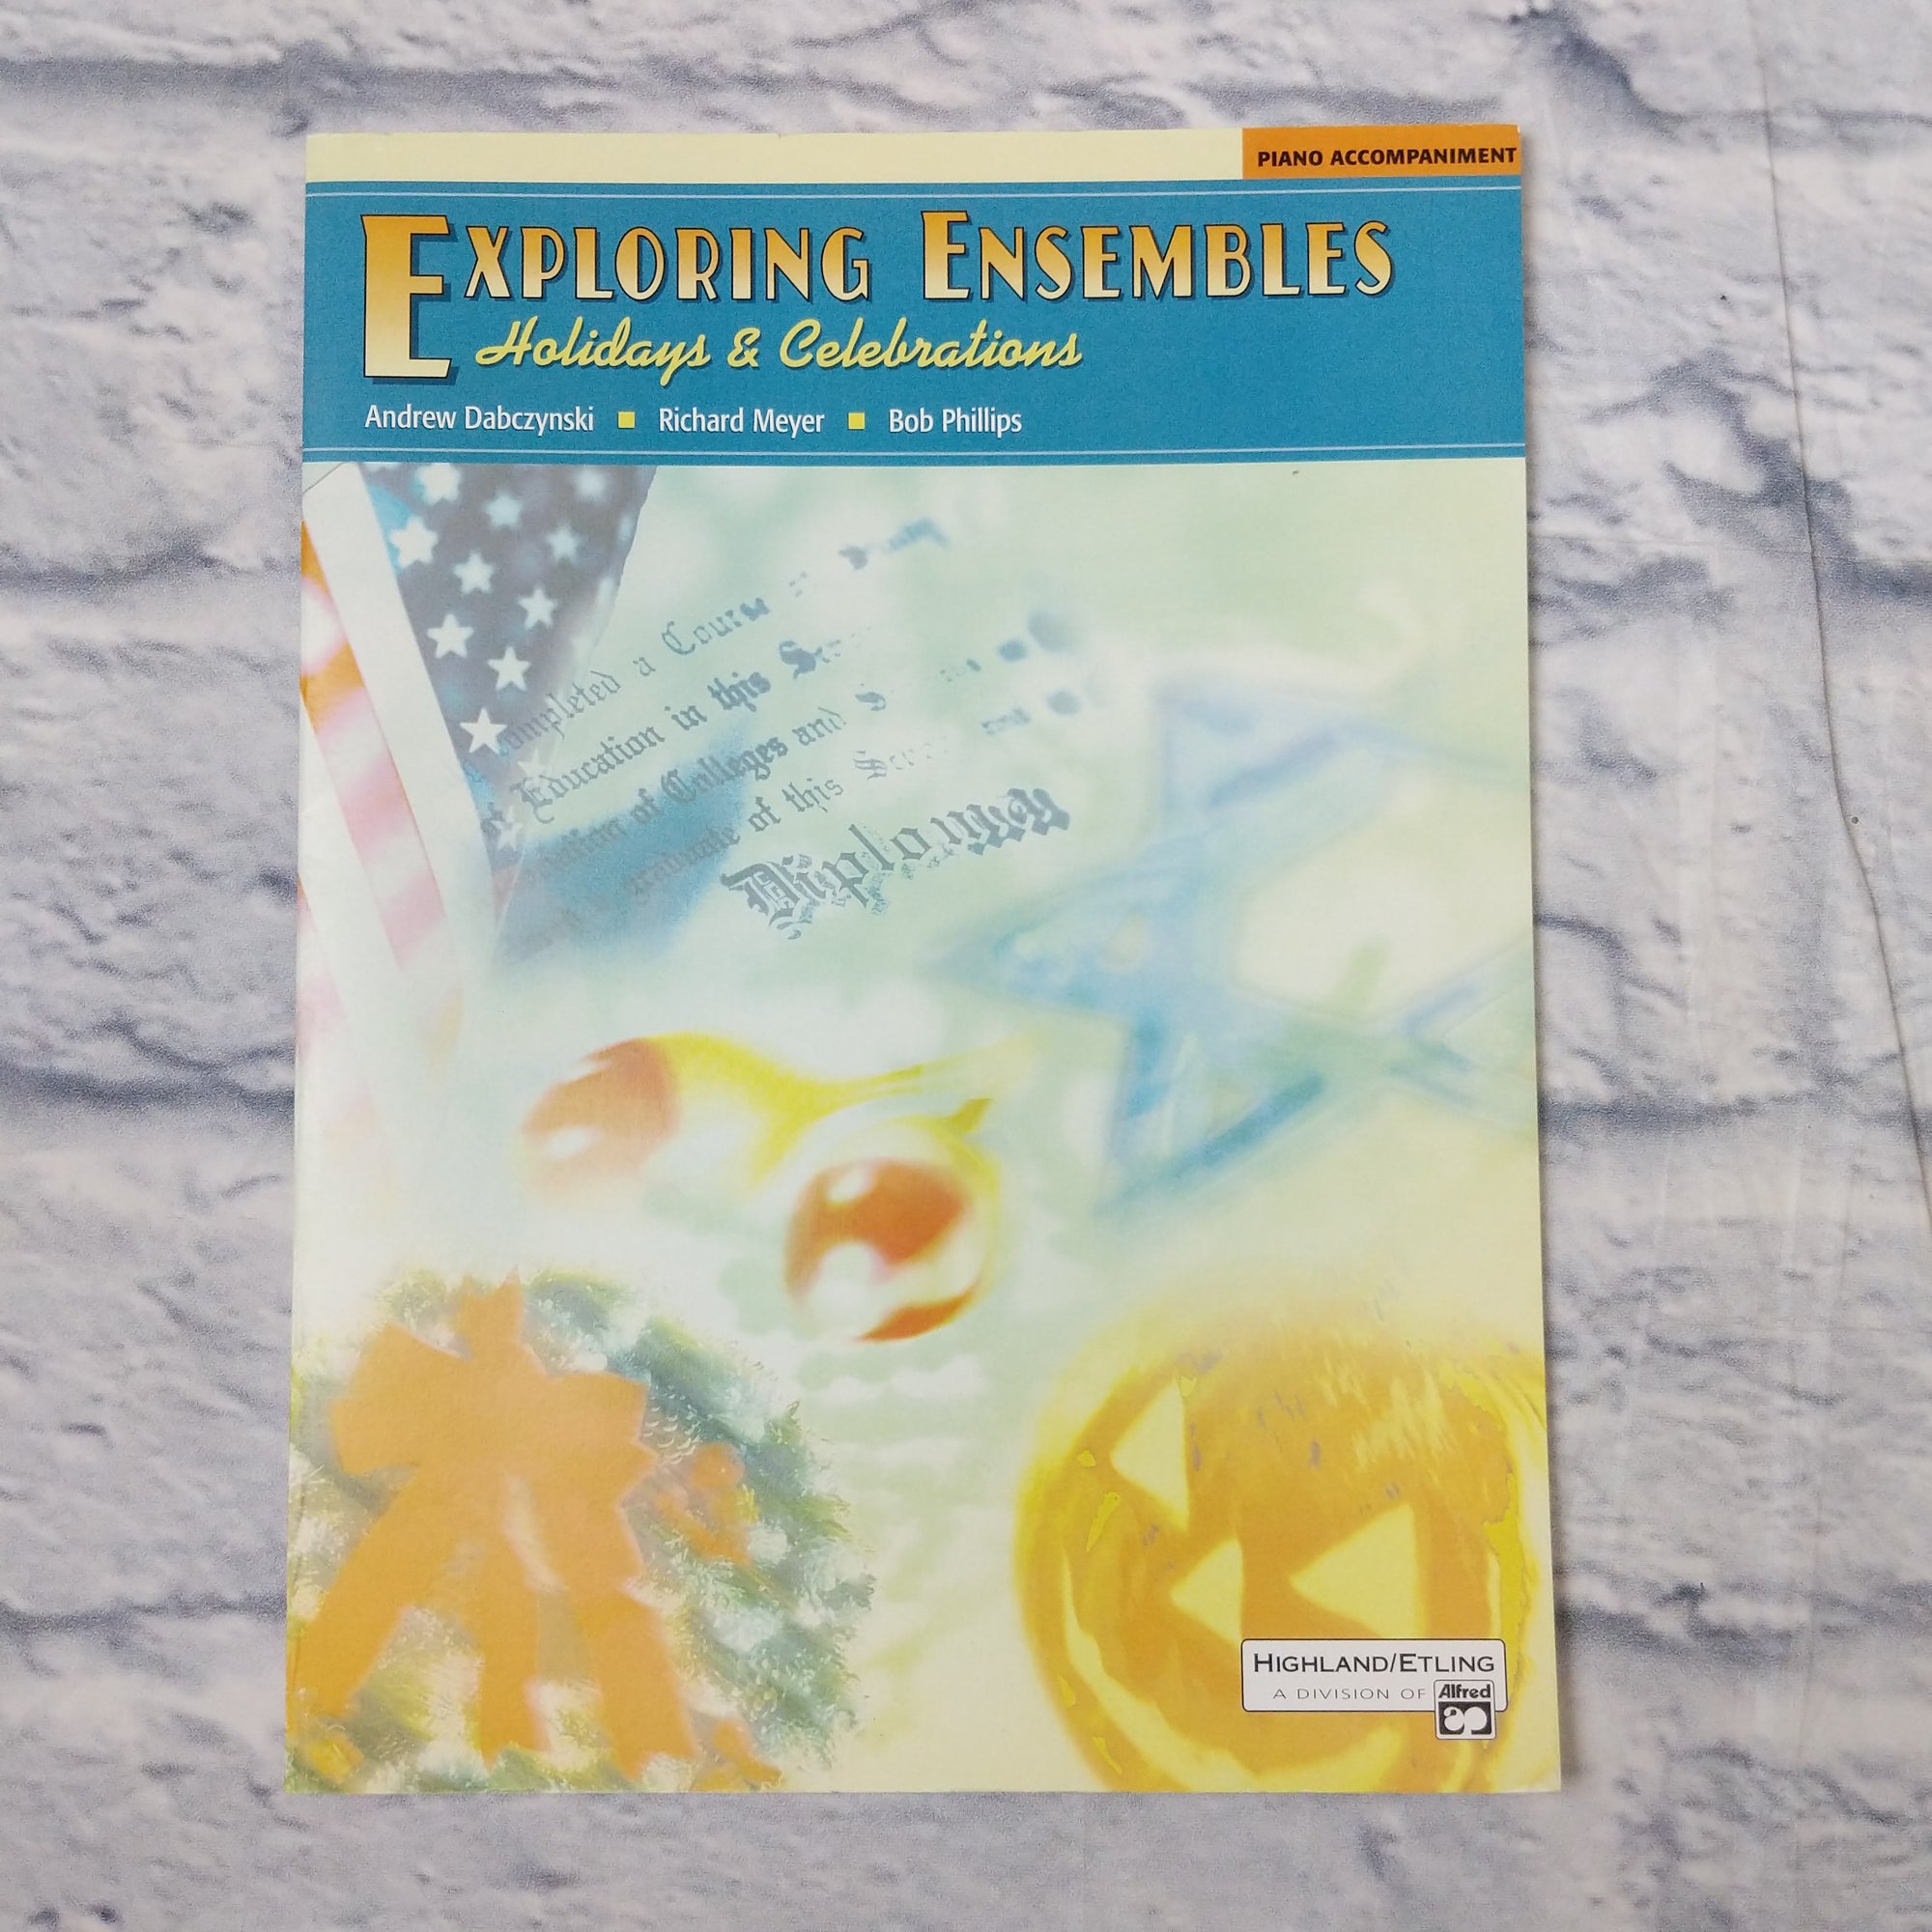 PIANO ACCOMPANIMENT
EXPLORING ENSEMBLES
Holidays & Celebrations
Andrew Dabczynski ■ Richard Meyer ■ Bob Phillips
completed a Course
Education in this
of Colleges and
Graduate of this
Diploma
HIGHLAND/ETLING
A DIVISION OF Alfred